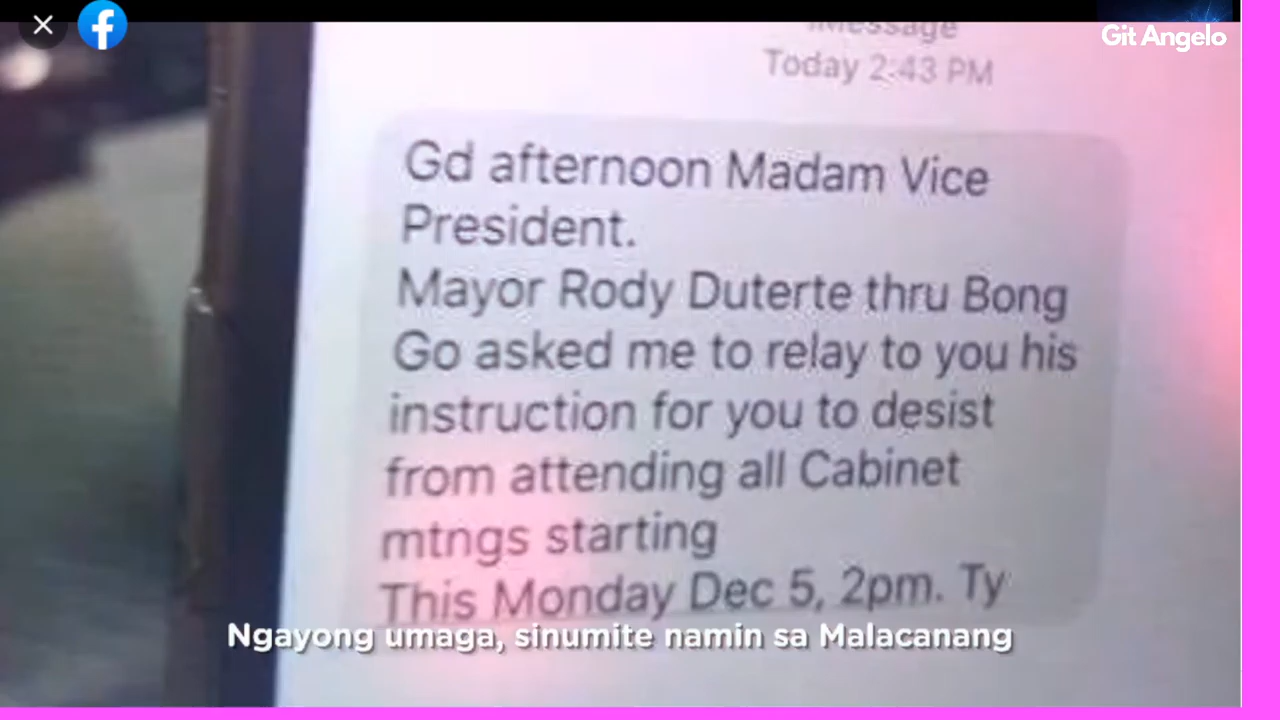 Git Angelo
iMessage
Today 2:43 PM
Gd afternoon Madam Vice
President.
Mayor Rody Duterte thru Bong
Go asked me to relay to you his
instruction for you to desist
from attending all Cabinet
mtngs starting
This Monday Dec 5, 2pm. Ty
Ngayong umaga, sinumite namin sa Malacanang